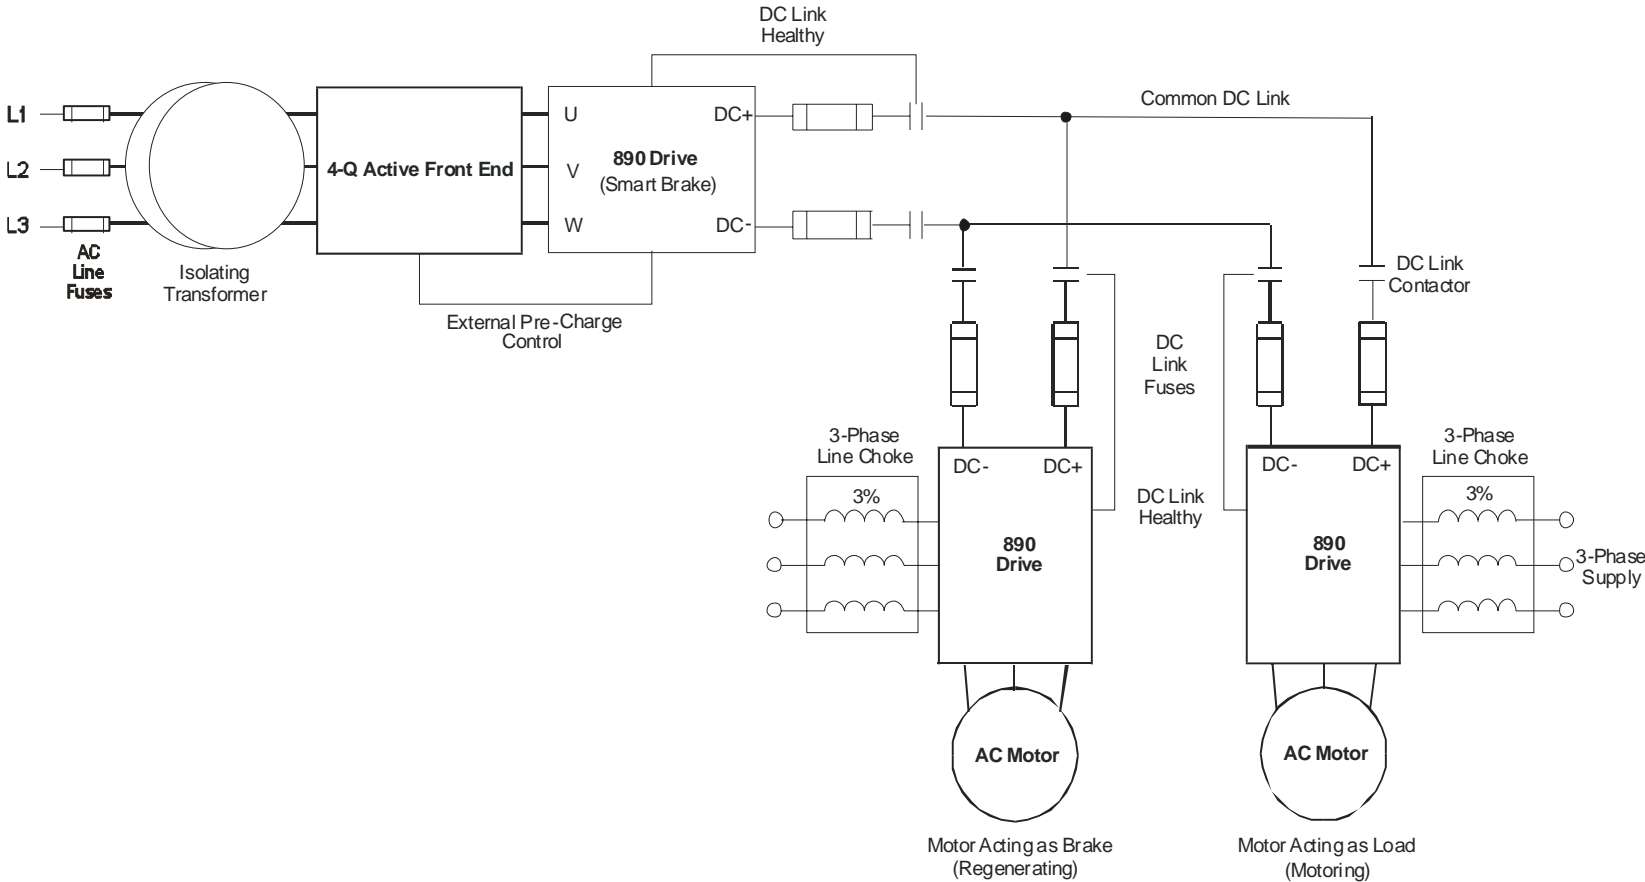 DC Link
Healthy
L1
L2
L3
AC
Line
Fuses
Isolating
Transformer
4-Q Active Front End
External Pre-Charge
Control
U
V
W
890 Drive
(Smart Brake)
DC+
DC-
Common DC Link
DC Link
Contactor
DC
Link
Fuses
3-Phase
Line Choke
3%
DC-
DC+
890
Drive
DC Link
Healthy
DC-
DC+
890
Drive
3-Phase
Line Choke
3%
3-Phase
Supply
AC Motor
AC Motor
Motor Acting as Brake
(Regenerating)
Motor Acting as Load
(Motoring)